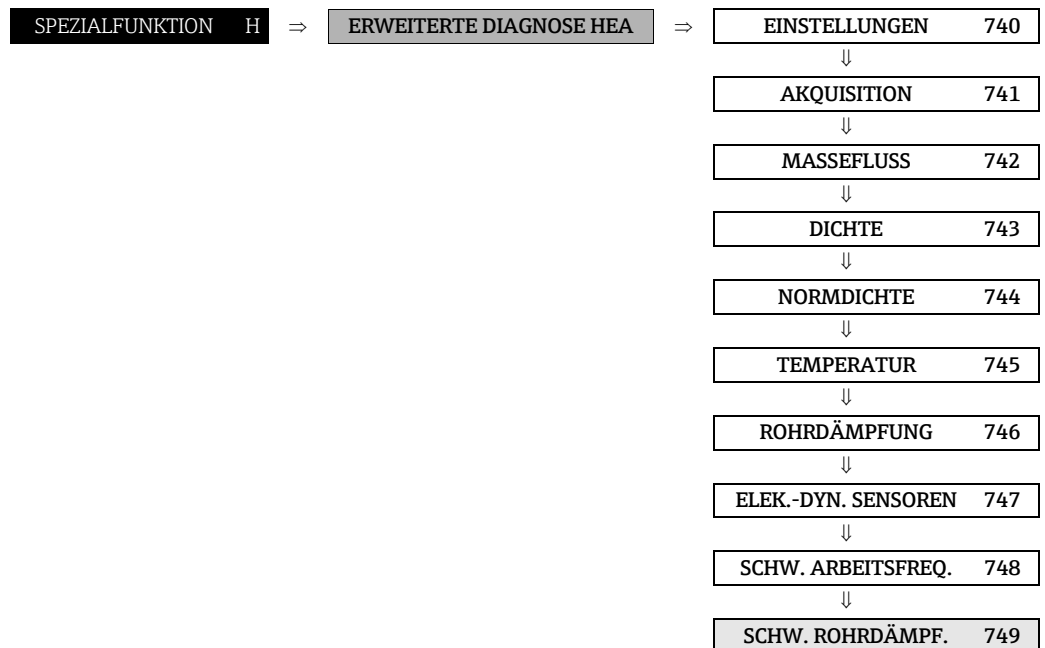 SPEZIALFUNKTION H ⇒ ERWEITERTE DIAGNOSE HEA ⇒ EINSTELLUNGEN 740
⇓
AKQUISITION 741
⇓
MASSEFLUSS 742
⇓
DICHTE 743
⇓
NORMDICHTE 744
⇓
TEMPERATUR 745
⇓
ROHRDÄMPFUNG 746
⇓
ELEK.-DYN. SENSOREN 747
⇓
SCHW. ARBEITSFREQ. 748
⇓
SCHW. ROHRDÄMPF. 749